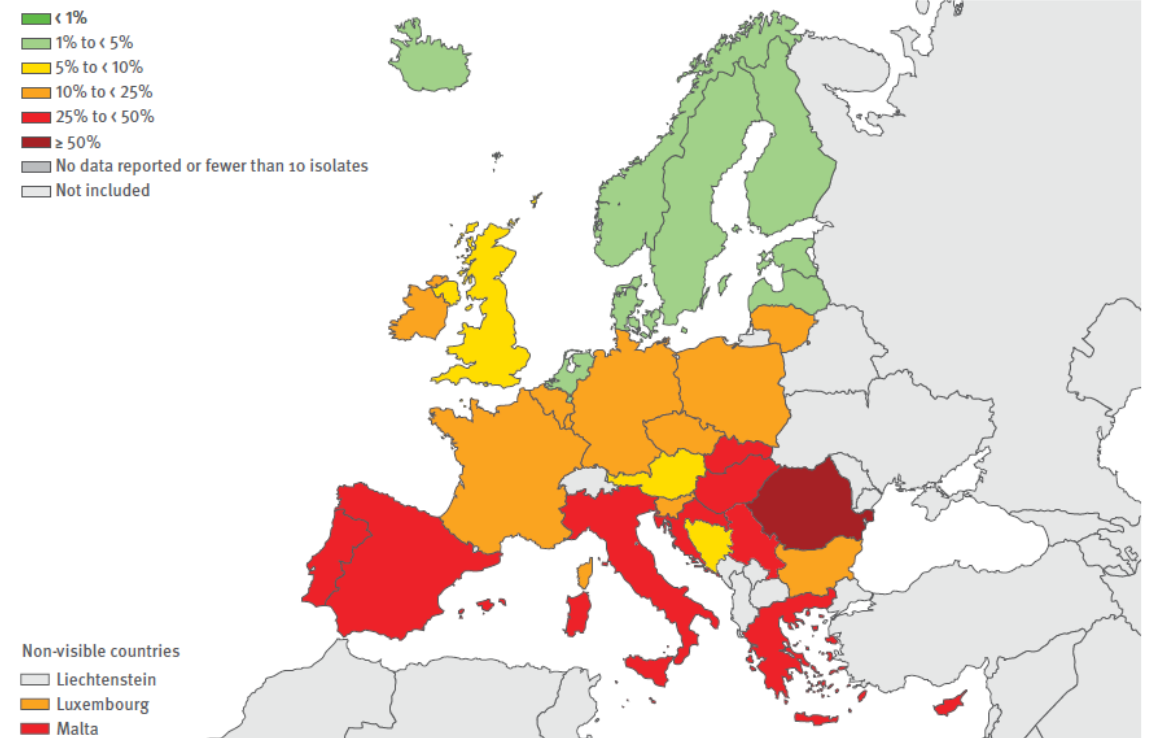 < 1%
1% to < 5%
5% to < 10%
10% to < 25%
25% to < 50%
≥ 50%
No data reported or fewer than 10 isolates
Not included
Non-visible countries
Liechtenstein
Luxembourg
Malta